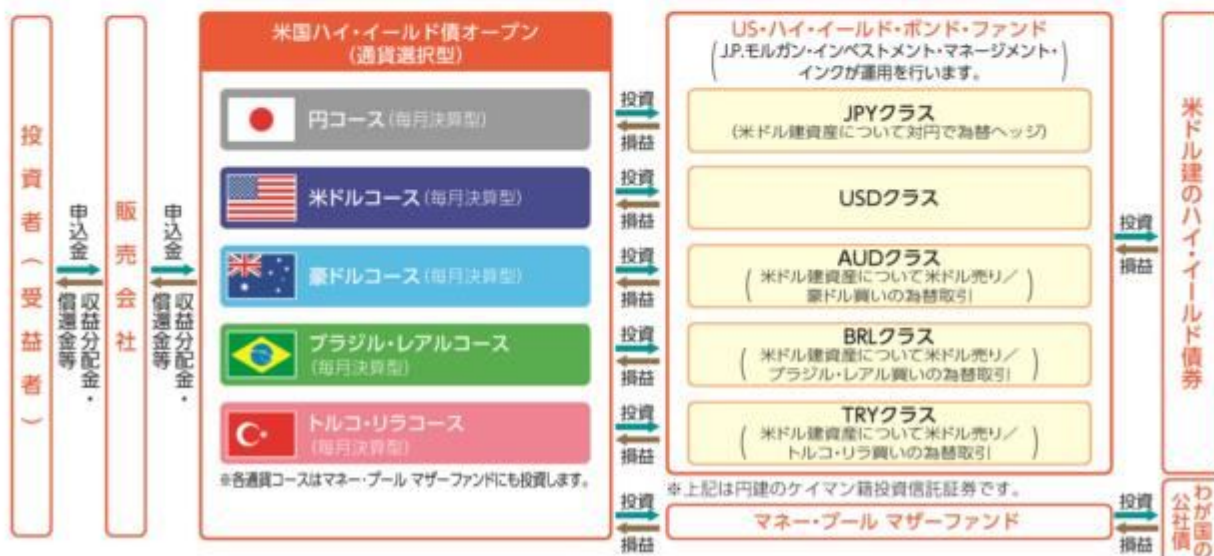 投資者(受益者)
申込金
収益分配金・
償還金等
販売会社
申込金
収益分配金・
償還金等
米国ハイ・イールド債オープン
(通貨選択型)
円コース(毎月決算型)
米ドルコース(毎月決算型)
豪ドルコース(毎月決算型)
ブラジル・レアルコース
(毎月決算型)
トルコ・リラコース
(毎月決算型)
※各通貨コースはマネー・プール マザーファンドにも投資します。
投資
損益
投資
損益
投資
損益
投資
損益
投資
損益
投資
損益
US・ハイ・イールド・ボンド・ファンド
(J.P.モルガン・インベストメント・マネージメント・
インクが運用を行います。)
JPYクラス
(米ドル建資産について対円で為替ヘッジ)
USDクラス
AUDクラス
(米ドル建資産について米ドル売り/
豪ドル買いの為替取引)
BRLクラス
(米ドル建資産について米ドル売り/
ブラジル・レアル買いの為替取引)
TRYクラス
(米ドル建資産について米ドル売り/
トルコ・リラ買いの為替取引)
※上記は円建のケイマン籍投資信託証券です。
マネー・プール マザーファンド
投資
損益
投資
損益
米ドル建のハイ・イールド債券
わが国の
公社債